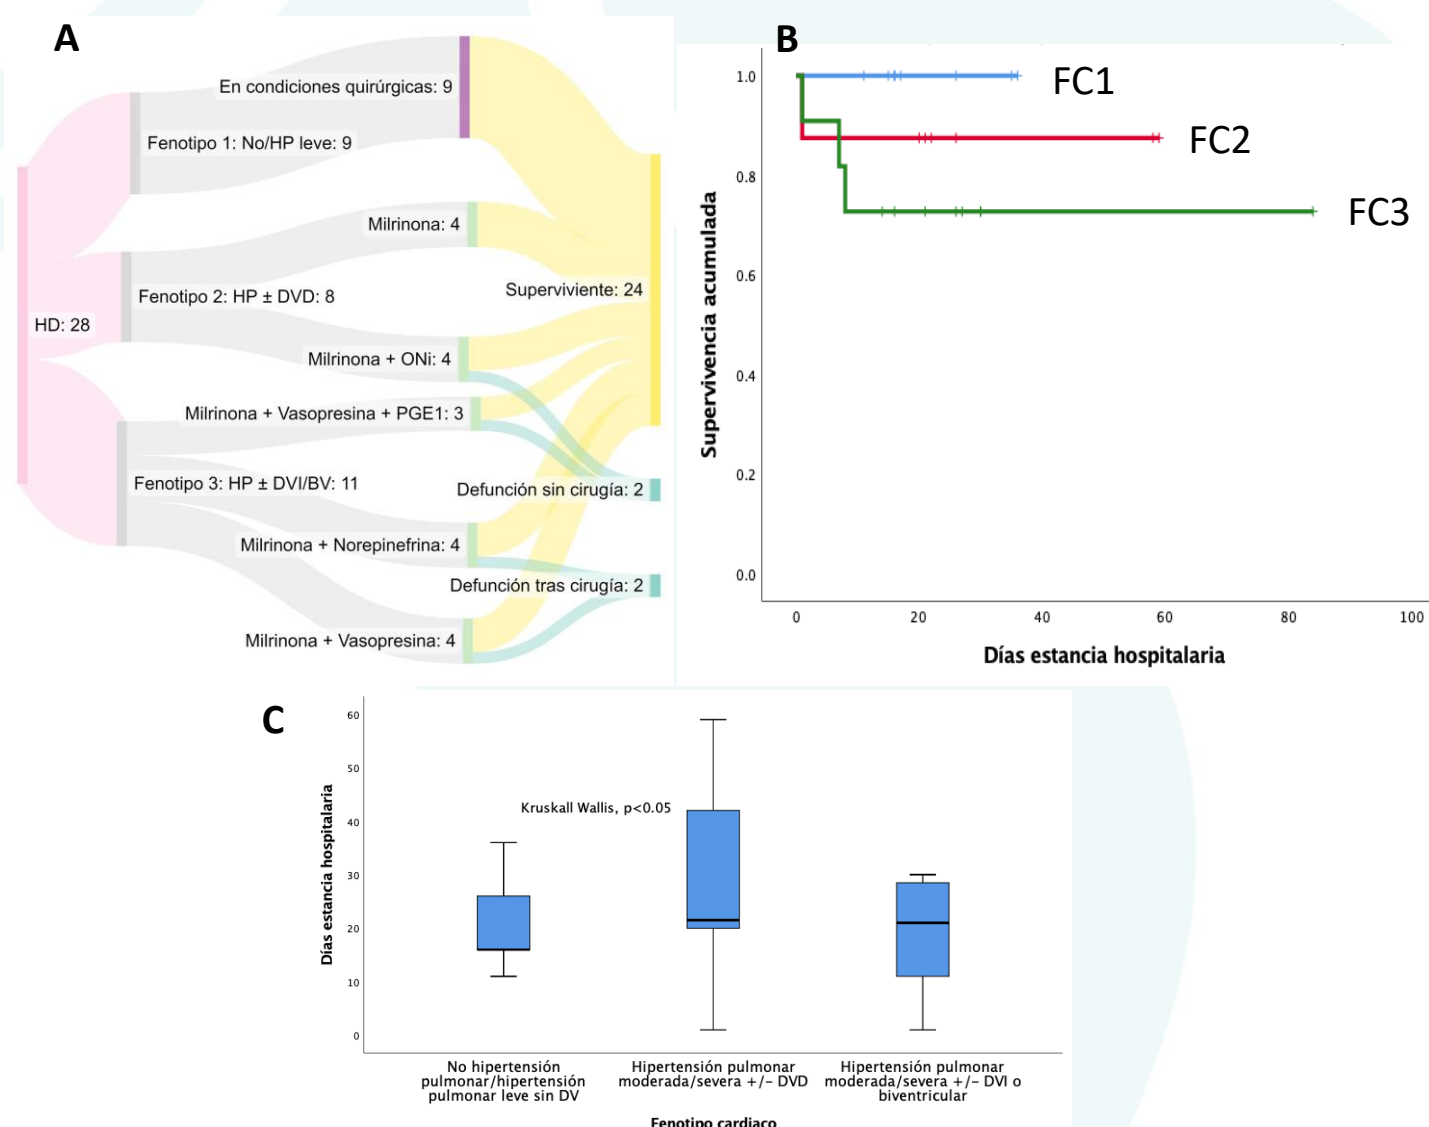 A
En condiciones quirúrgicas: 9
Fenotipo 1: No/HP leve: 9
Milrinona: 4
Fenotipo 2: HP ± DVD: 8
Superviviente: 24
HD: 28
Milrinona + ONi: 4
Milrinona + Vasopresina + PGE1: 3
Fenotipo 3: HP ± DVI/BV: 11
Defunción sin cirugía: 2
Milrinona + Norepinefrina: 4
Defunción tras cirugía: 2
Milrinona + Vasopresina: 4
B
Supervivencia acumulada
1.0
0.8
0.6
0.4
0.2
0.0
FC1
FC2
FC3
0 20 40 60 80 100
Días estancia hospitalaria
C
Días estancia hospitalaria
60
50
40
30
20
10
0
Kruskall Wallis, p<0.05
No hipertensión
pulmonar/hipertensión
pulmonar leve sin DV
Hipertensión pulmonar
moderada/severa +/- DVD
Hipertensión pulmonar
moderada/severa +/- DVI o
biventricular
Fenotipo cardiaco